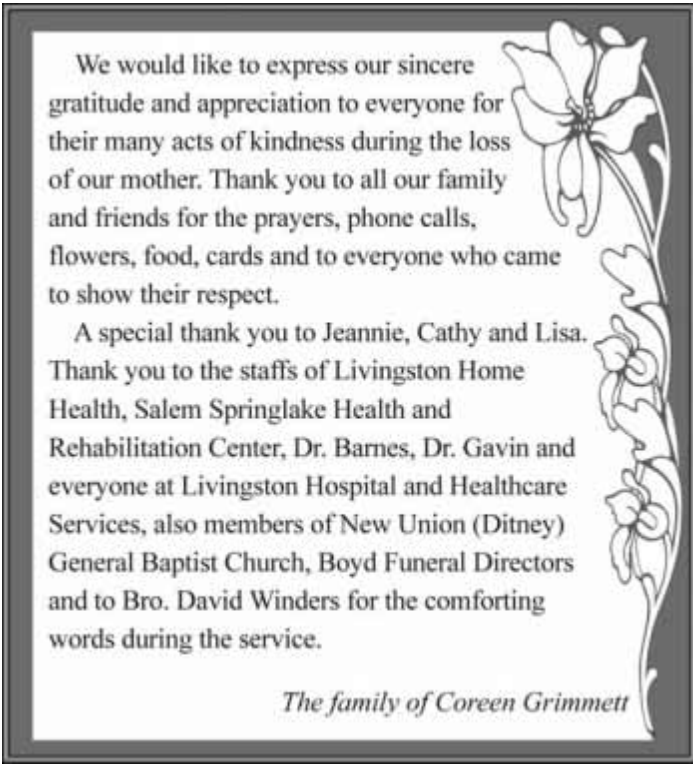 We would like to express our sincere
gratitude and appreciation to everyone for
their many acts of kindness during the loss
of our mother. Thank you to all our family
and friends for the prayers, phone calls,
flowers, food, cards and to everyone who came
to show their respect.
A special thank you to Jeannie, Cathy and Lisa.
Thank you to the staffs of Livingston Home
Health, Salem Springlake Health and
Rehabilitation Center, Dr. Barnes, Dr. Gavin and
everyone at Livingston Hospital and Healthcare
Services, also members of New Union (Ditney)
General Baptist Church, Boyd Funeral Directors
and to Bro. David Winders for the comforting
words during the service.
The family of Coreen Grimmett